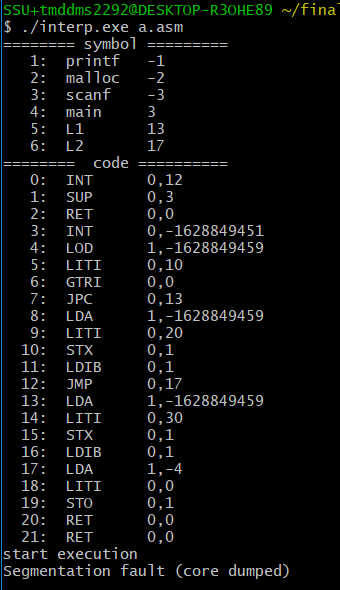 SSU+tmddms2292@DESKTOP-R3OHE89 ~/final
$ ./interp.exe a.asm
======== symbol ==========
1: printf -1
2: malloc -2
3: scanf -3
4: main 3
5: L1 13
6: L2 17
======== code ==========
0: INT 0,12
1: SUP 0,3
2: RET 0,0
3: INT 0,-1628849451
4: LOD 1,-1628849459
5: LITI 0,10
6: GTRI 0,0
7: JPC 0,13
8: LDA 1,-1628849459
9: LITI 0,20
10: STX 0,1
11: LDIB 0,1
12: JMP 0,17
13: LDA 1,-1628849459
14: LITI 0,30
15: STX 0,1
16: LDIB 0,1
17: LDA 1,-4
18: LITI 0,0
19: STO 0,1
20: RET 0,0
21: RET 0,0
start execution
Segmentation fault (core dumped)